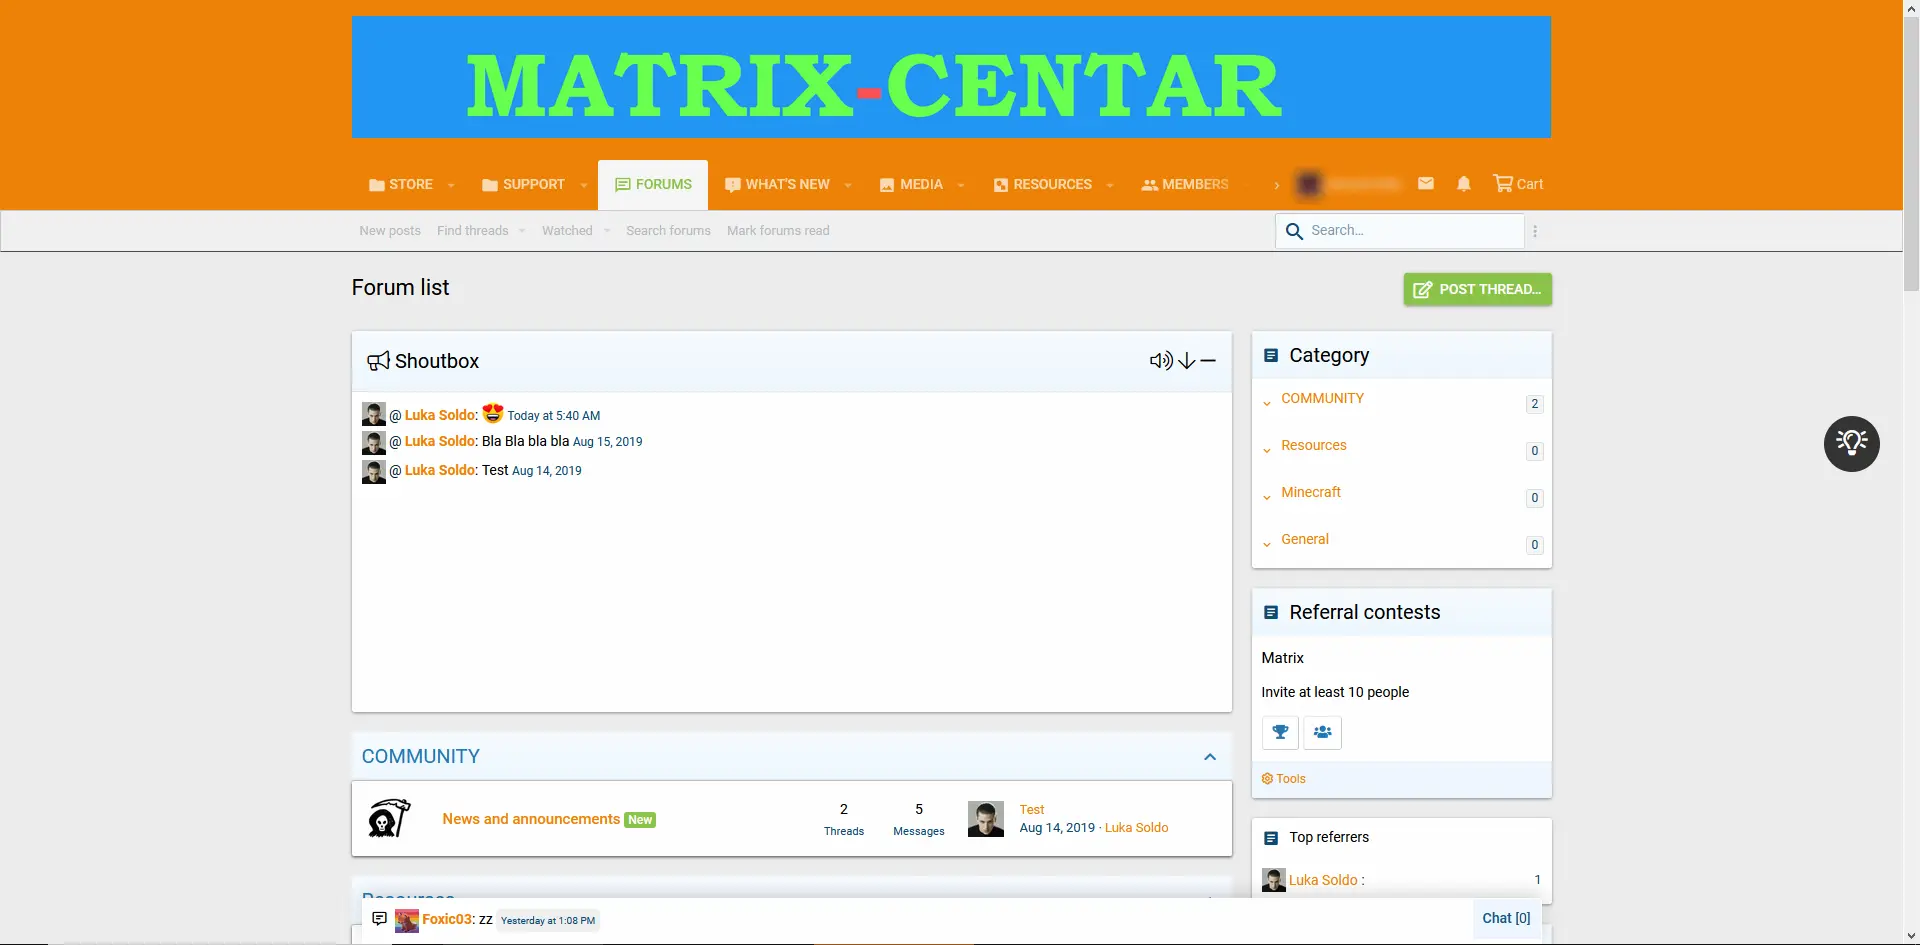 MATRIX-CENTAR
STORE SUPPORT FORUMS WHAT'S NEW MEDIA RESOURCES MEMBERS Cart
New posts Find threads Watched Search forums Mark forums read Search...
Forum list
POST THREAD...
Shoutbox
@ Luka Soldo: 😍 Today at 5:40 AM
@ Luka Soldo: Bla Bla bla bla Aug 15, 2019
@ Luka Soldo: Test Aug 14, 2019
Category
COMMUNITY 2
Resources 0
Minecraft 0
General 0
Referral contests
Matrix
Invite at least 10 people
Tools
Top referrers
Luka Soldo : 1
COMMUNITY
News and announcements New
2
Threads
5
Messages
Test
Aug 14, 2019 · Luka Soldo
Resources
Foxic03: zz Yesterday at 1:08 PM
Chat [0]